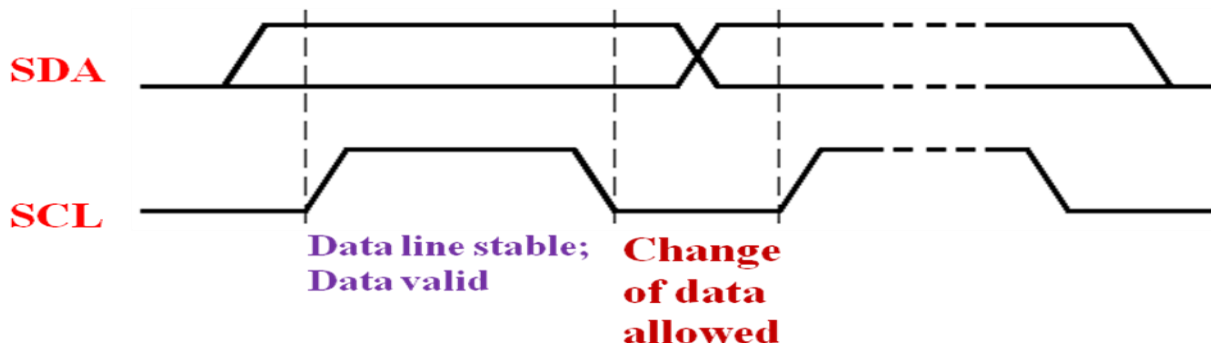 SDA
SCL
Data line stable;
Data valid
Change
of data
allowed